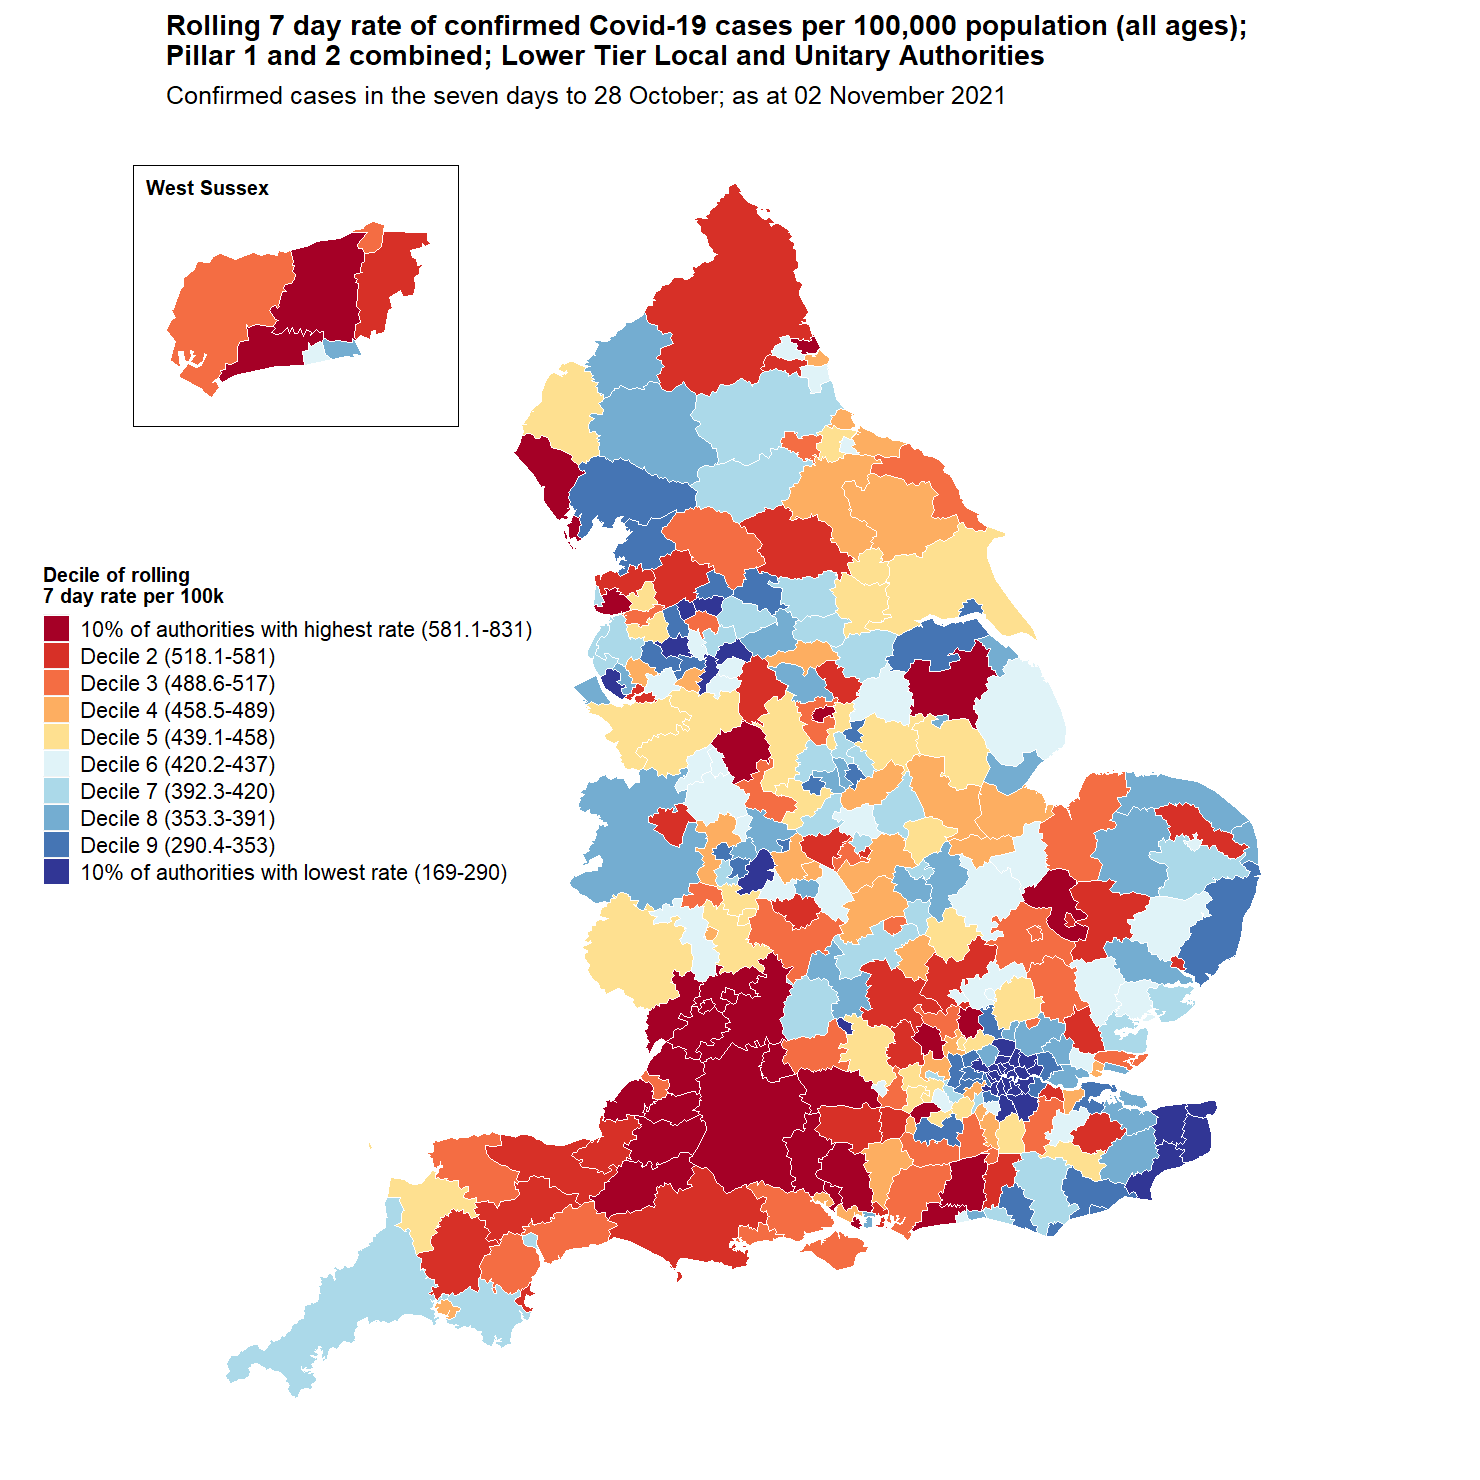 Rolling 7 day rate of confirmed Covid-19 cases per 100,000 population (all ages);
Pillar 1 and 2 combined; Lower Tier Local and Unitary Authorities
Confirmed cases in the seven days to 28 October; as at 02 November 2021
West Sussex
Decile of rolling
7 day rate per 100k
10% of authorities with highest rate (581.1-831)
Decile 2 (518.1-581)
Decile 3 (488.6-517)
Decile 4 (458.5-489)
Decile 5 (439.1-458)
Decile 6 (420.2-437)
Decile 7 (392.3-420)
Decile 8 (353.3-391)
Decile 9 (290.4-353)
10% of authorities with lowest rate (169-290)